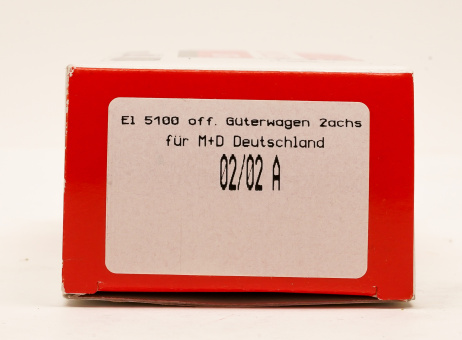 El 5100 off. Güterwagen 2achs
für M+D Deutschland
02/02 A